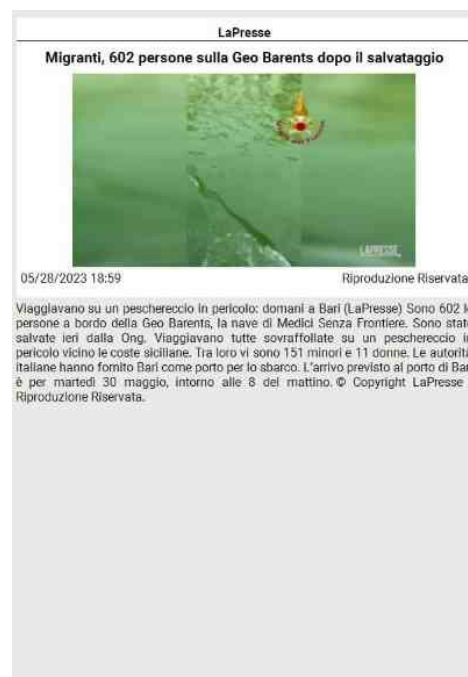 LaPresse
Migranti, 602 persone sulla Geo Barents dopo il salvataggio
LAPRESSE
05/28/2023 18:59
Riproduzione Riservata
Viaggiavano su un peschereccio in pericolo: domani a Bari (LaPresse) Sono 602 le
persone a bordo della Geo Barents, la nave di Medici Senza Frontiere. Sono state
salvate ieri dalla Ong. Viaggiavano tutte sovraffollate su un peschereccio in
pericolo vicino le coste siciliane. Tra loro vi sono 151 minori e 11 donne. Le autorità
italiane hanno fornito Bari come porto per lo sbarco. L'arrivo previsto al porto di Bari
è per martedì 30 maggio, intorno alle 8 del mattino. © Copyright LaPresse
Riproduzione Riservata.